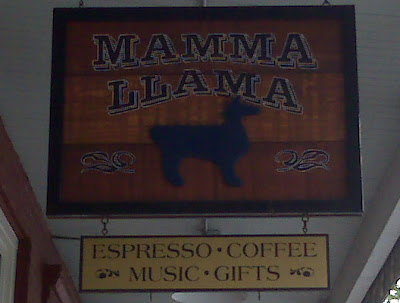 MAMMA
LLAMA
ESPRESSO · COFFEE
MUSIC · GIFTS